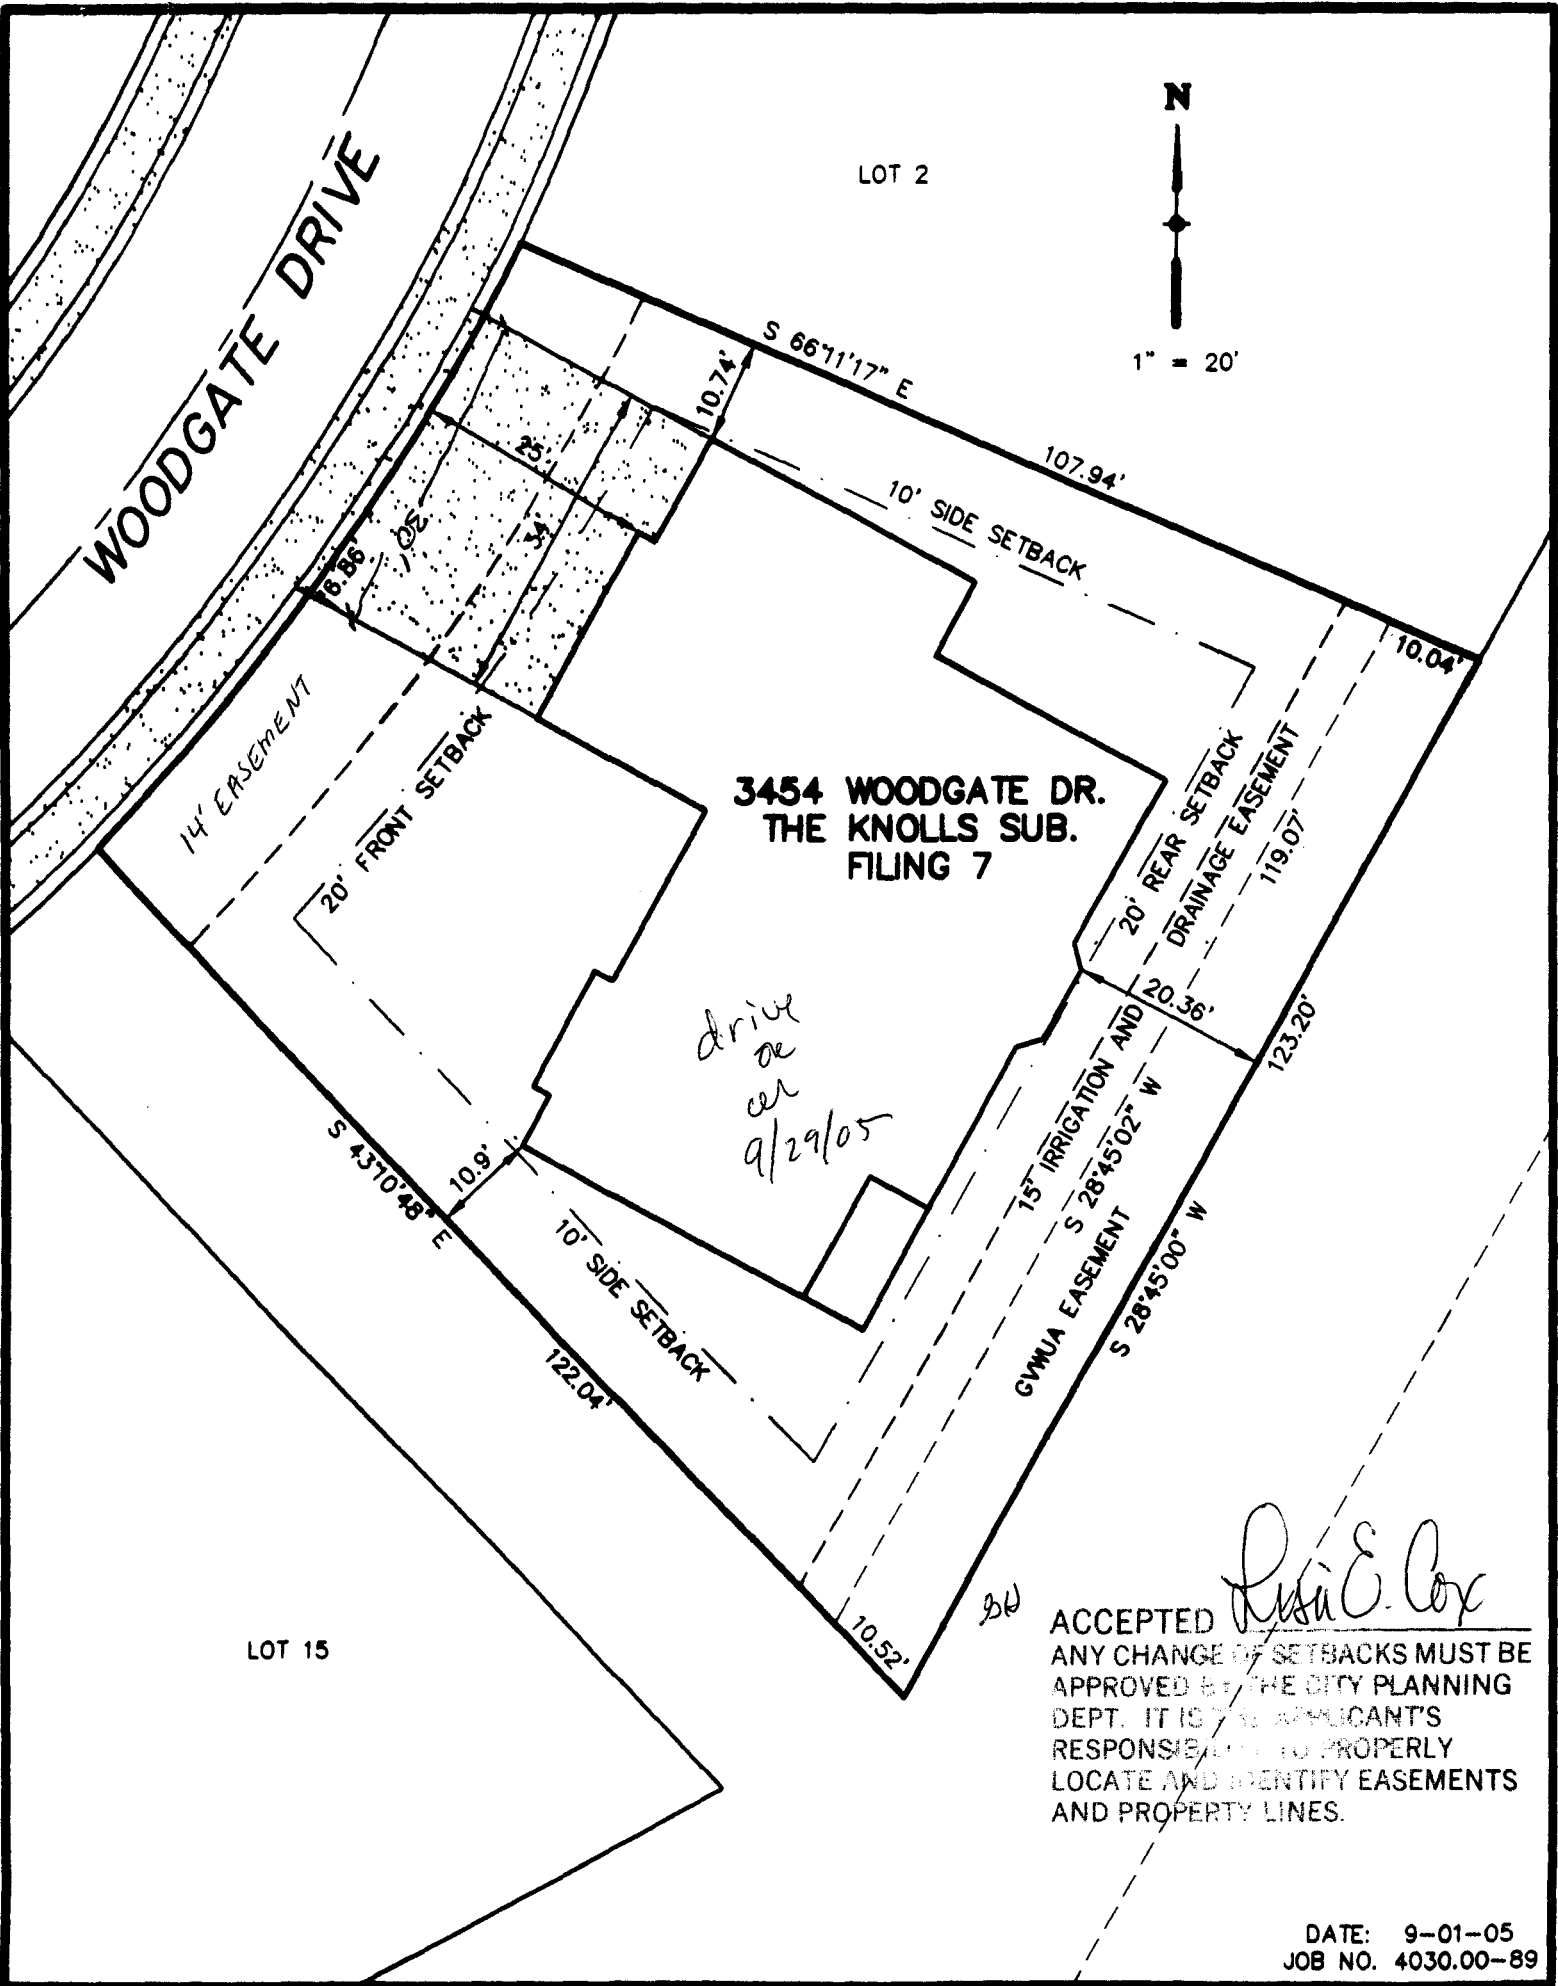 N
LOT 2
1" = 20'
WOODGATE DRIVE
S 66°11'17" E
107.94'
10.04'
10.74'
10' SIDE SETBACK
25'
34'
30'
14' EASEMENT
20' FRONT SETBACK
3454 WOODGATE DR.
THE KNOLLS SUB.
FILING 7
20' REAR SETBACK
DRAINAGE EASEMENT
119.07'
20.36'
123.20'
15' IRRIGATION AND
S 28°45'02" W
GVWUA EASEMENT
S 28°45'00" W
drive
9/29/05
S 43°10'48" E
10.9'
10' SIDE SETBACK
122.04'
10.52'
LOT 15
ACCEPTED
ANY CHANGE OF SETBACKS MUST BE
APPROVED BY THE CITY PLANNING
DEPT. IT IS THE APPLICANT'S
RESPONSIBILITY TO PROPERLY
LOCATE AND IDENTIFY EASEMENTS
AND PROPERTY LINES.
DATE: 9-01-05
JOB NO. 4030.00-89